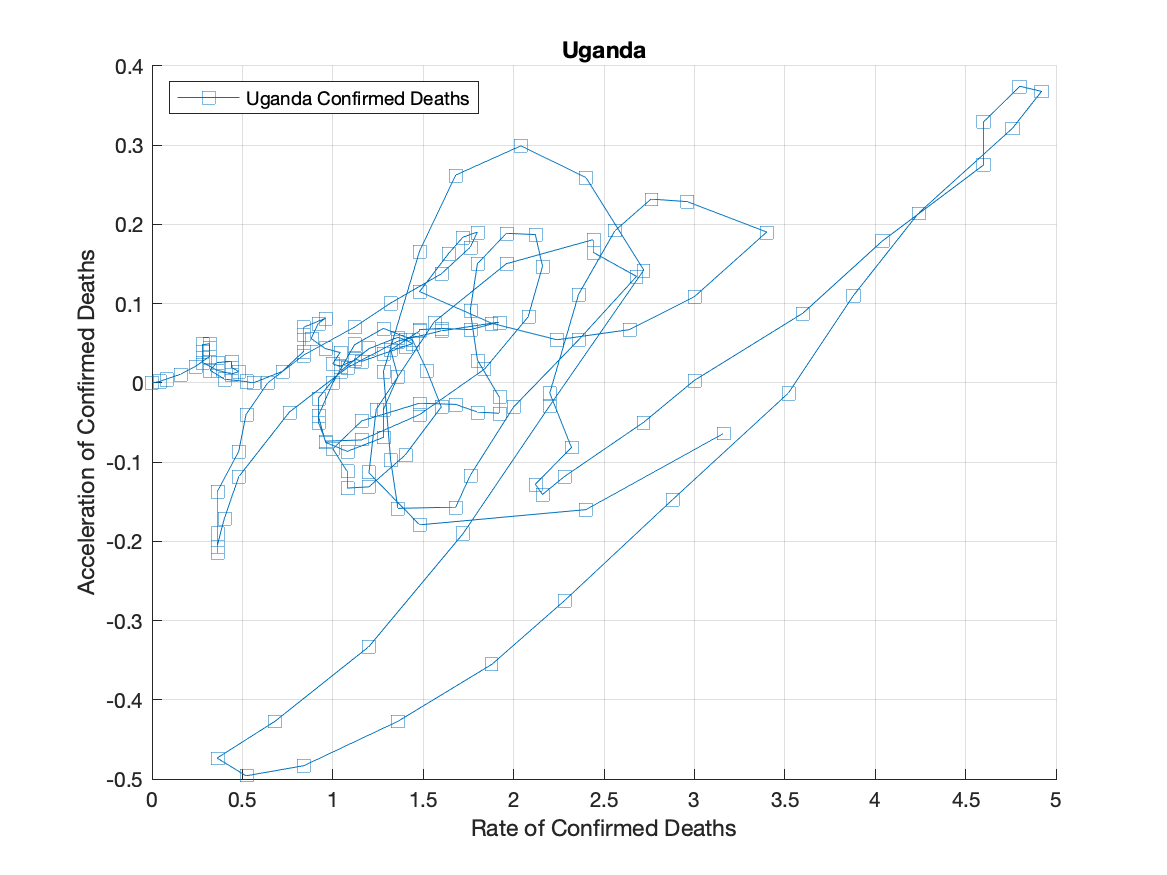 Uganda
Uganda Confirmed Deaths
0.4
0.3
0.2
0.1
0
-0.1
-0.2
-0.3
-0.4
-0.5
Acceleration of Confirmed Deaths
0 0.5 1 1.5 2 2.5 3 3.5 4 4.5 5
Rate of Confirmed Deaths